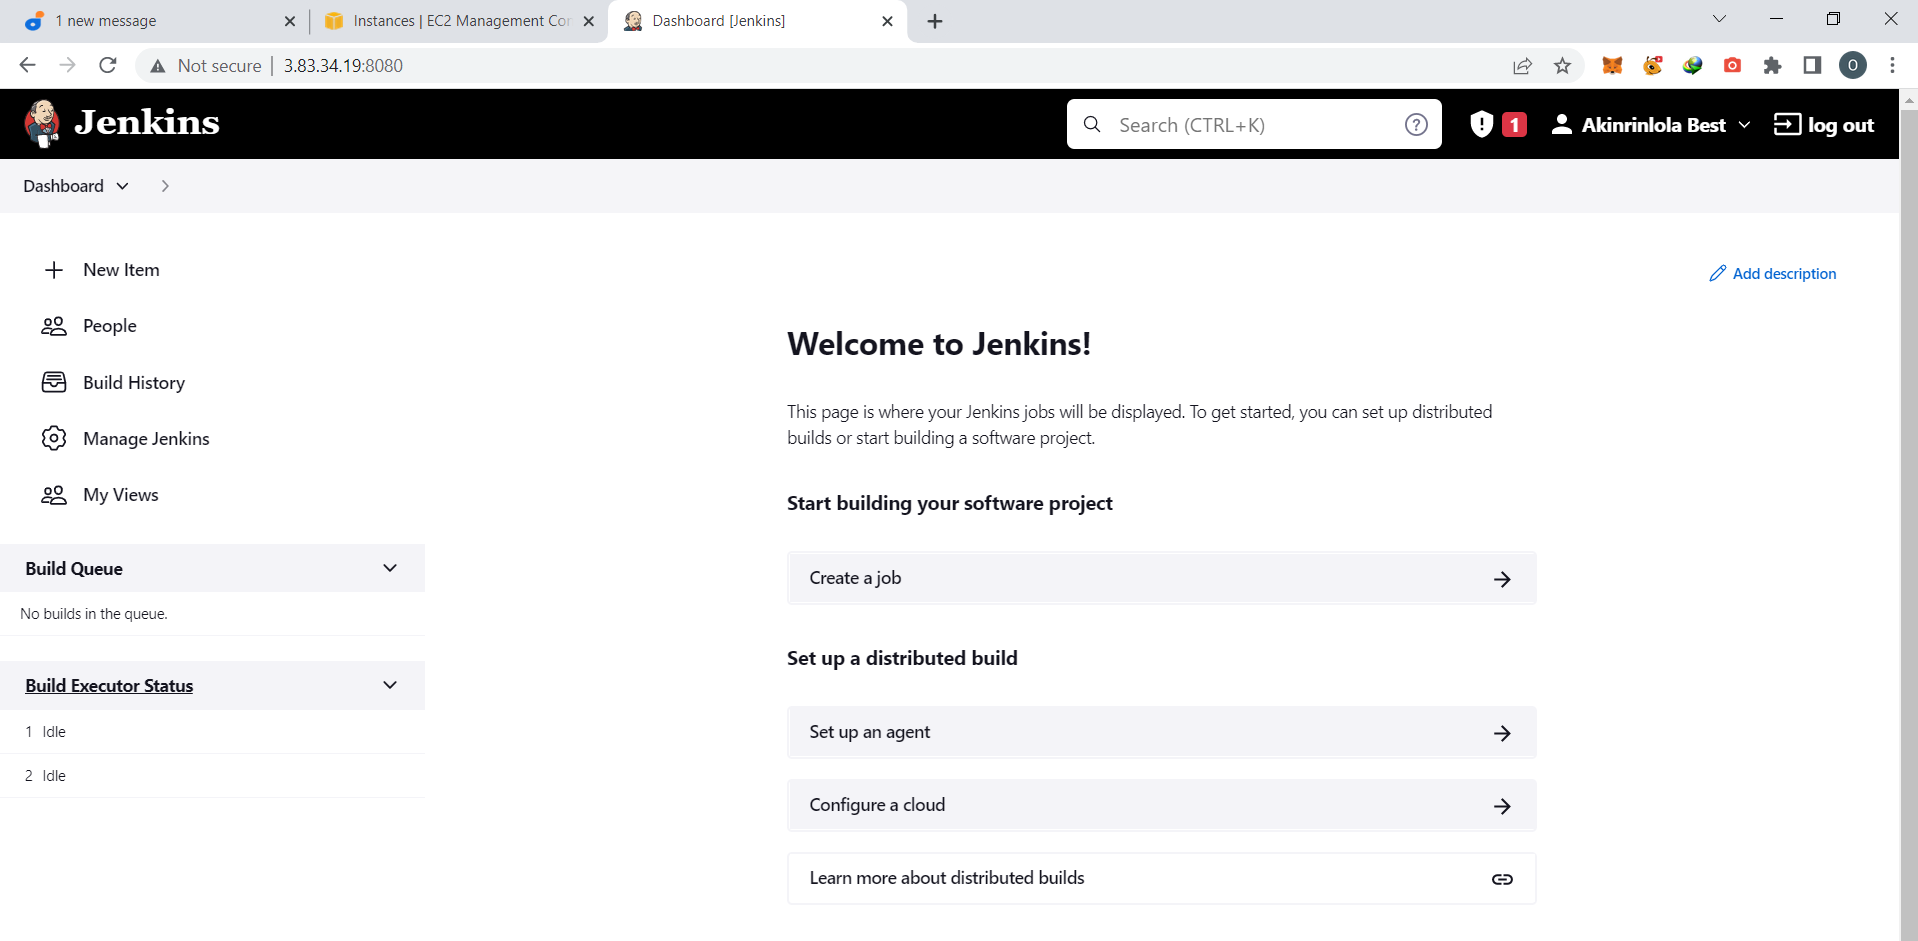 1 new message
Instances | EC2 Management Con
Dashboard [Jenkins]
Not secure
3.83.34.19:8080
O
Jenkins
Search (CTRL+K)
1
Akinrinlola Best
log out
Dashboard
New Item
People
Build History
Manage Jenkins
My Views
Build Queue
No builds in the queue.
Build Executor Status
1 Idle
2 Idle
Add description
Welcome to Jenkins!
This page is where your Jenkins jobs will be displayed. To get started, you can set up distributed
builds or start building a software project.
Start building your software project
Create a job
Set up a distributed build
Set up an agent
Configure a cloud
Learn more about distributed builds